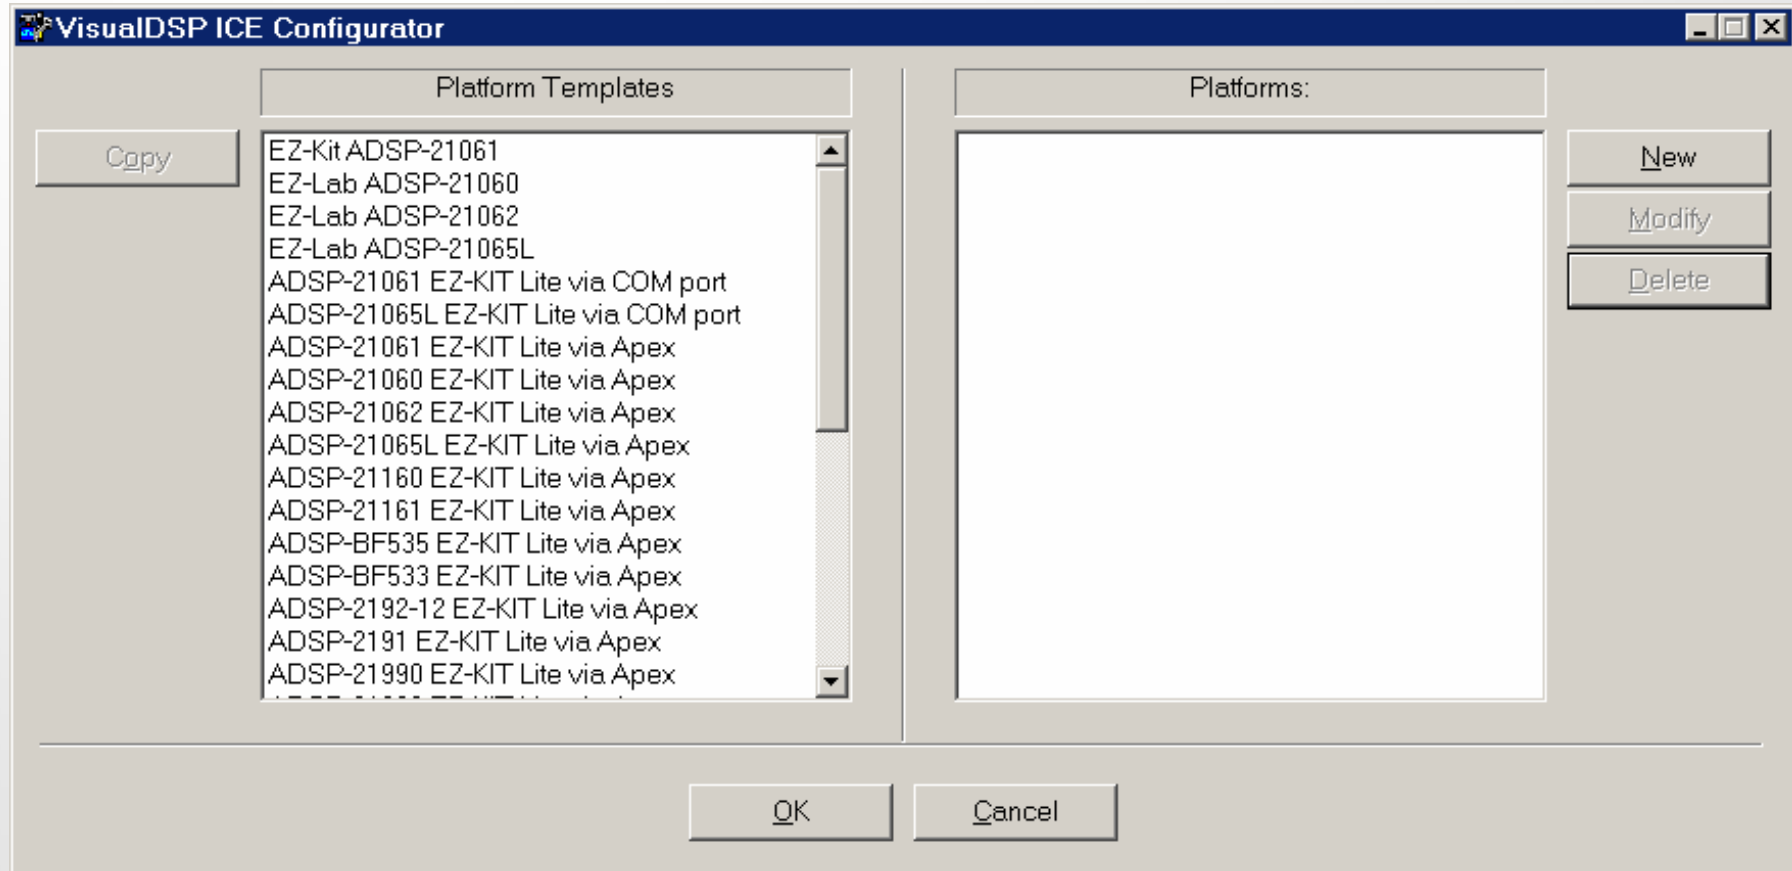 VisualDSP ICE Configurator
Platform Templates
Platforms:
Copy
EZ-Kit ADSP-21061
EZ-Lab ADSP-21060
EZ-Lab ADSP-21062
EZ-Lab ADSP-21065L
ADSP-21061 EZ-KIT Lite via COM port
ADSP-21065L EZ-KIT Lite via COM port
ADSP-21061 EZ-KIT Lite via Apex
ADSP-21060 EZ-KIT Lite via Apex
ADSP-21062 EZ-KIT Lite via Apex
ADSP-21065L EZ-KIT Lite via Apex
ADSP-21160 EZ-KIT Lite via Apex
ADSP-21161 EZ-KIT Lite via Apex
ADSP-BF535 EZ-KIT Lite via Apex
ADSP-BF533 EZ-KIT Lite via Apex
ADSP-2192-12 EZ-KIT Lite via Apex
ADSP-2191 EZ-KIT Lite via Apex
ADSP-21990 EZ-KIT Lite via Apex
New
Modify
Delete
OK
Cancel